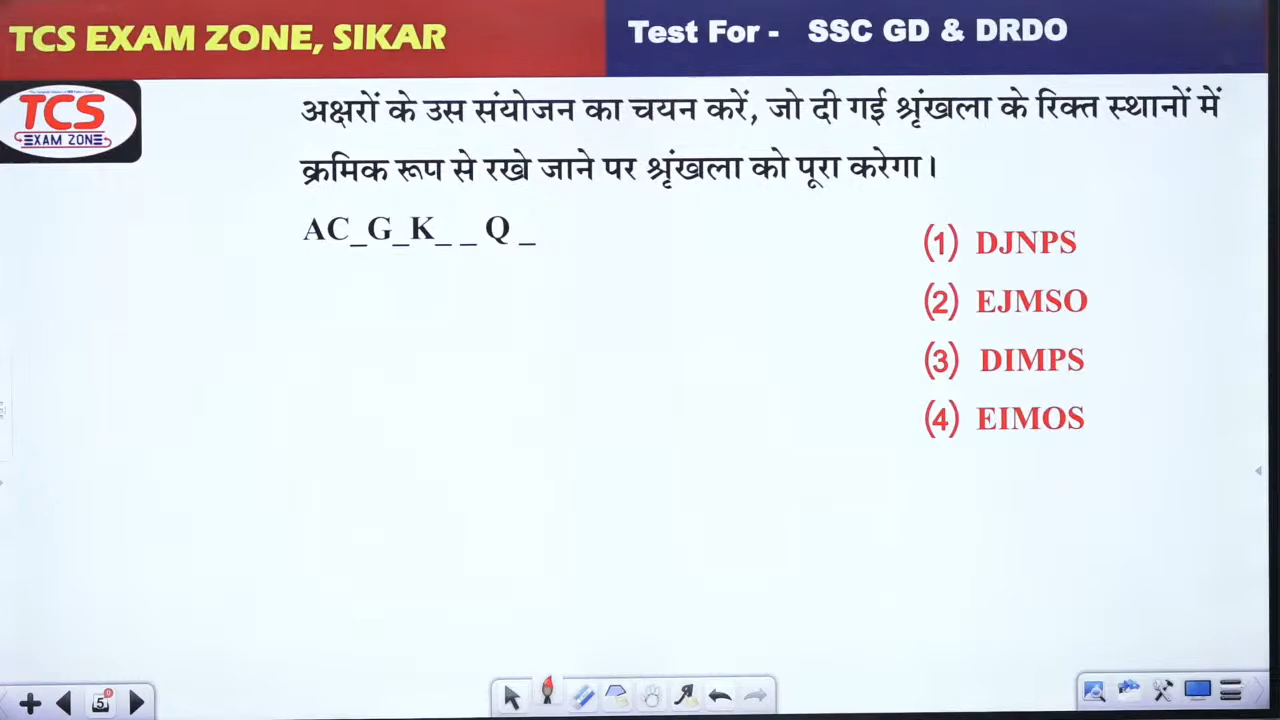 TCS EXAM ZONE, SIKAR
Test For - SSC GD & DRDO
TCS
EXAM ZONE
अक्षरों के उस संयोजन का चयन करें, जो दी गई श्रृंखला के रिक्त स्थानों में
क्रमिक रूप से रखे जाने पर श्रृंखला को पूरा करेगा।
AC_G_K_ _ Q _
(1) DJNPS
(2) EJMSO
(3) DIMPS
(4) EIMOS
5